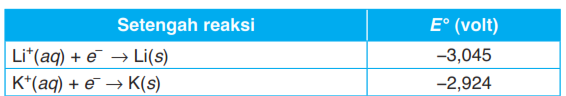 Setengah reaksi E° (volt)
Li⁺(aq) + e⁻ → Li(s) –3,045
K⁺(aq) + e⁻ → K(s) –2,924